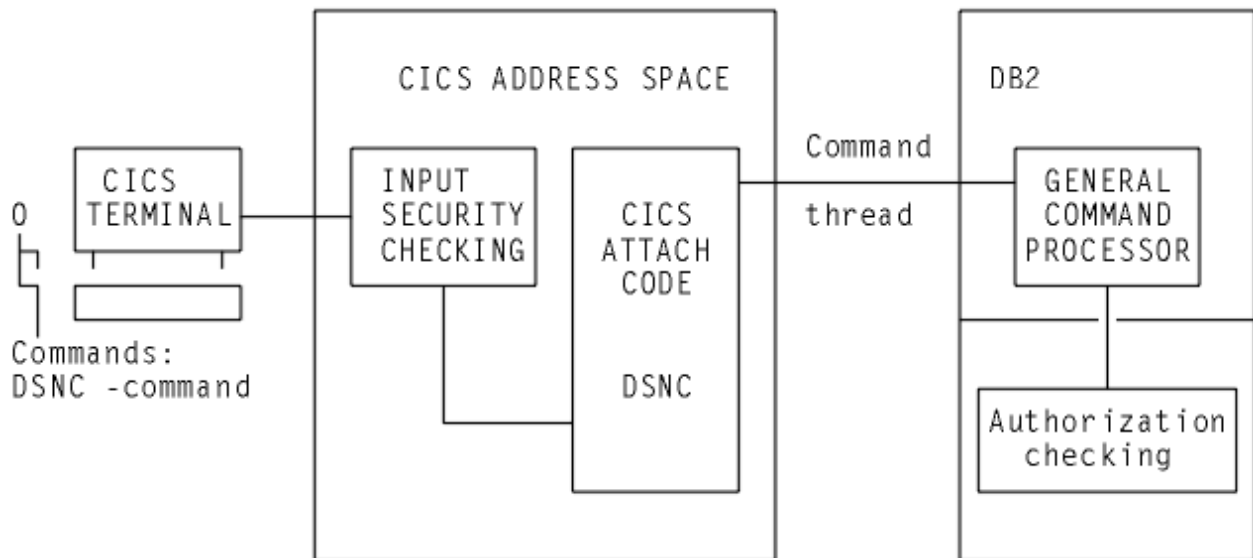 CICS ADDRESS SPACE
DB2
CICS
TERMINAL
O
INPUT
SECURITY
CHECKING
CICS
ATTACH
CODE
DSNC
Command
thread
GENERAL
COMMAND
PROCESSOR
Commands:
DSNC -command
Authorization
checking